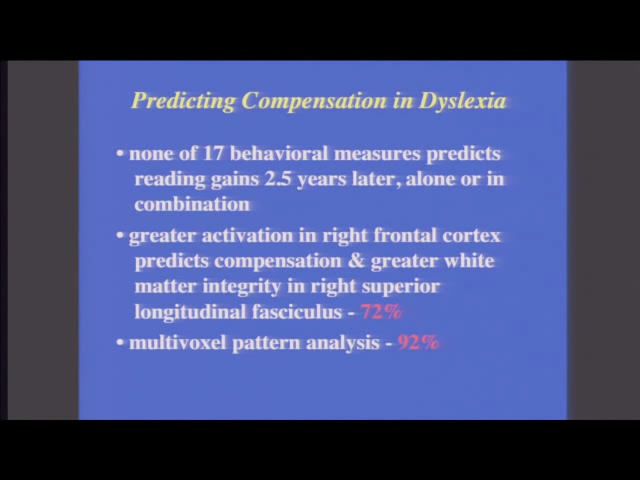 Predicting Compensation in Dyslexia
• none of 17 behavioral measures predicts
reading gains 2.5 years later, alone or in
combination
• greater activation in right frontal cortex
predicts compensation & greater white
matter integrity in right superior
longitudinal fasciculus - 72%
• multivoxel pattern analysis - 92%